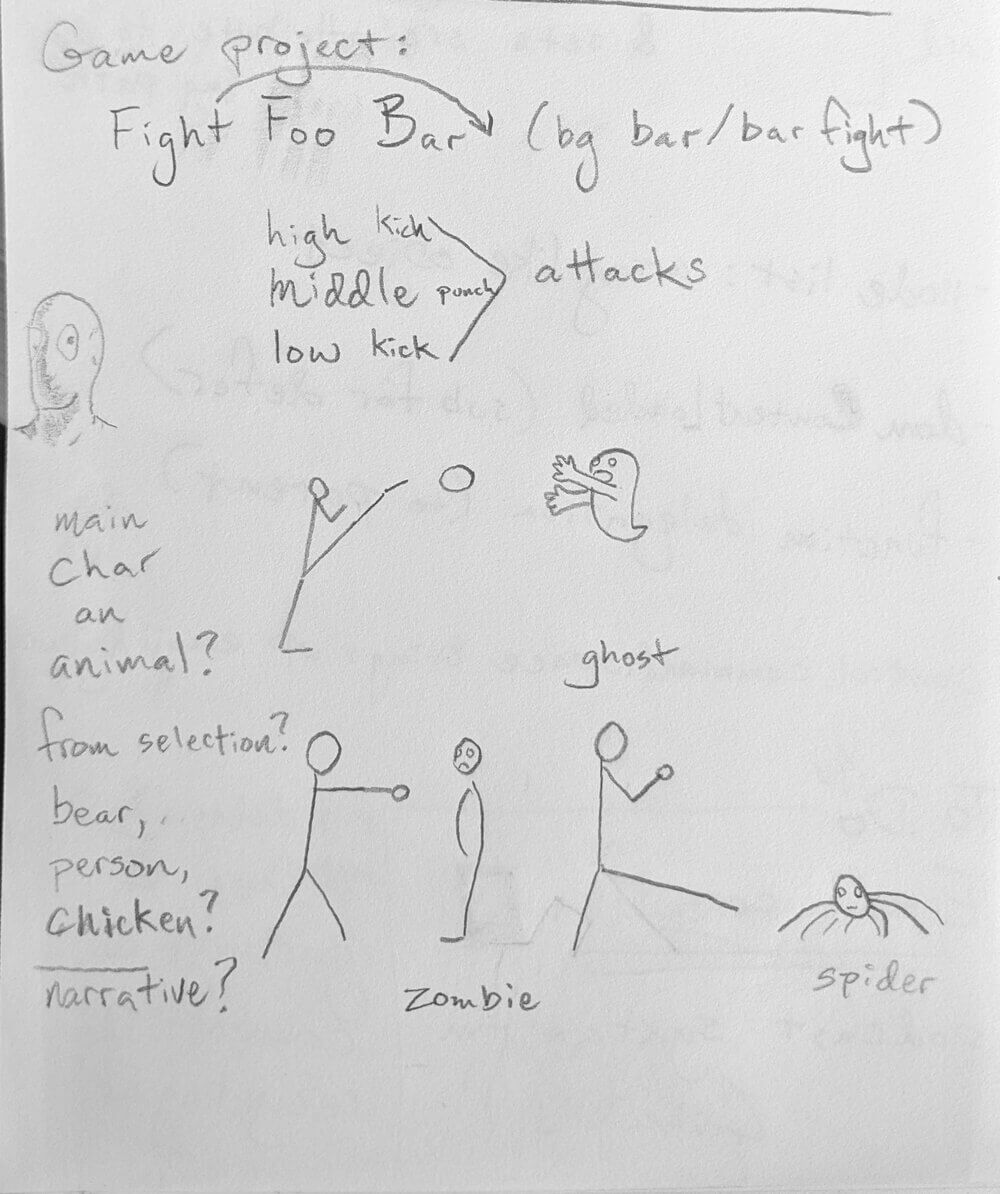 Game project:
Fight Foo Bar (bg bar/bar fight)
high kick
middle punch
low kick
attacks
main
char
an
animal?
ghost
from selection?
bear,
person,
chicken?
narrative?
zombie
spider